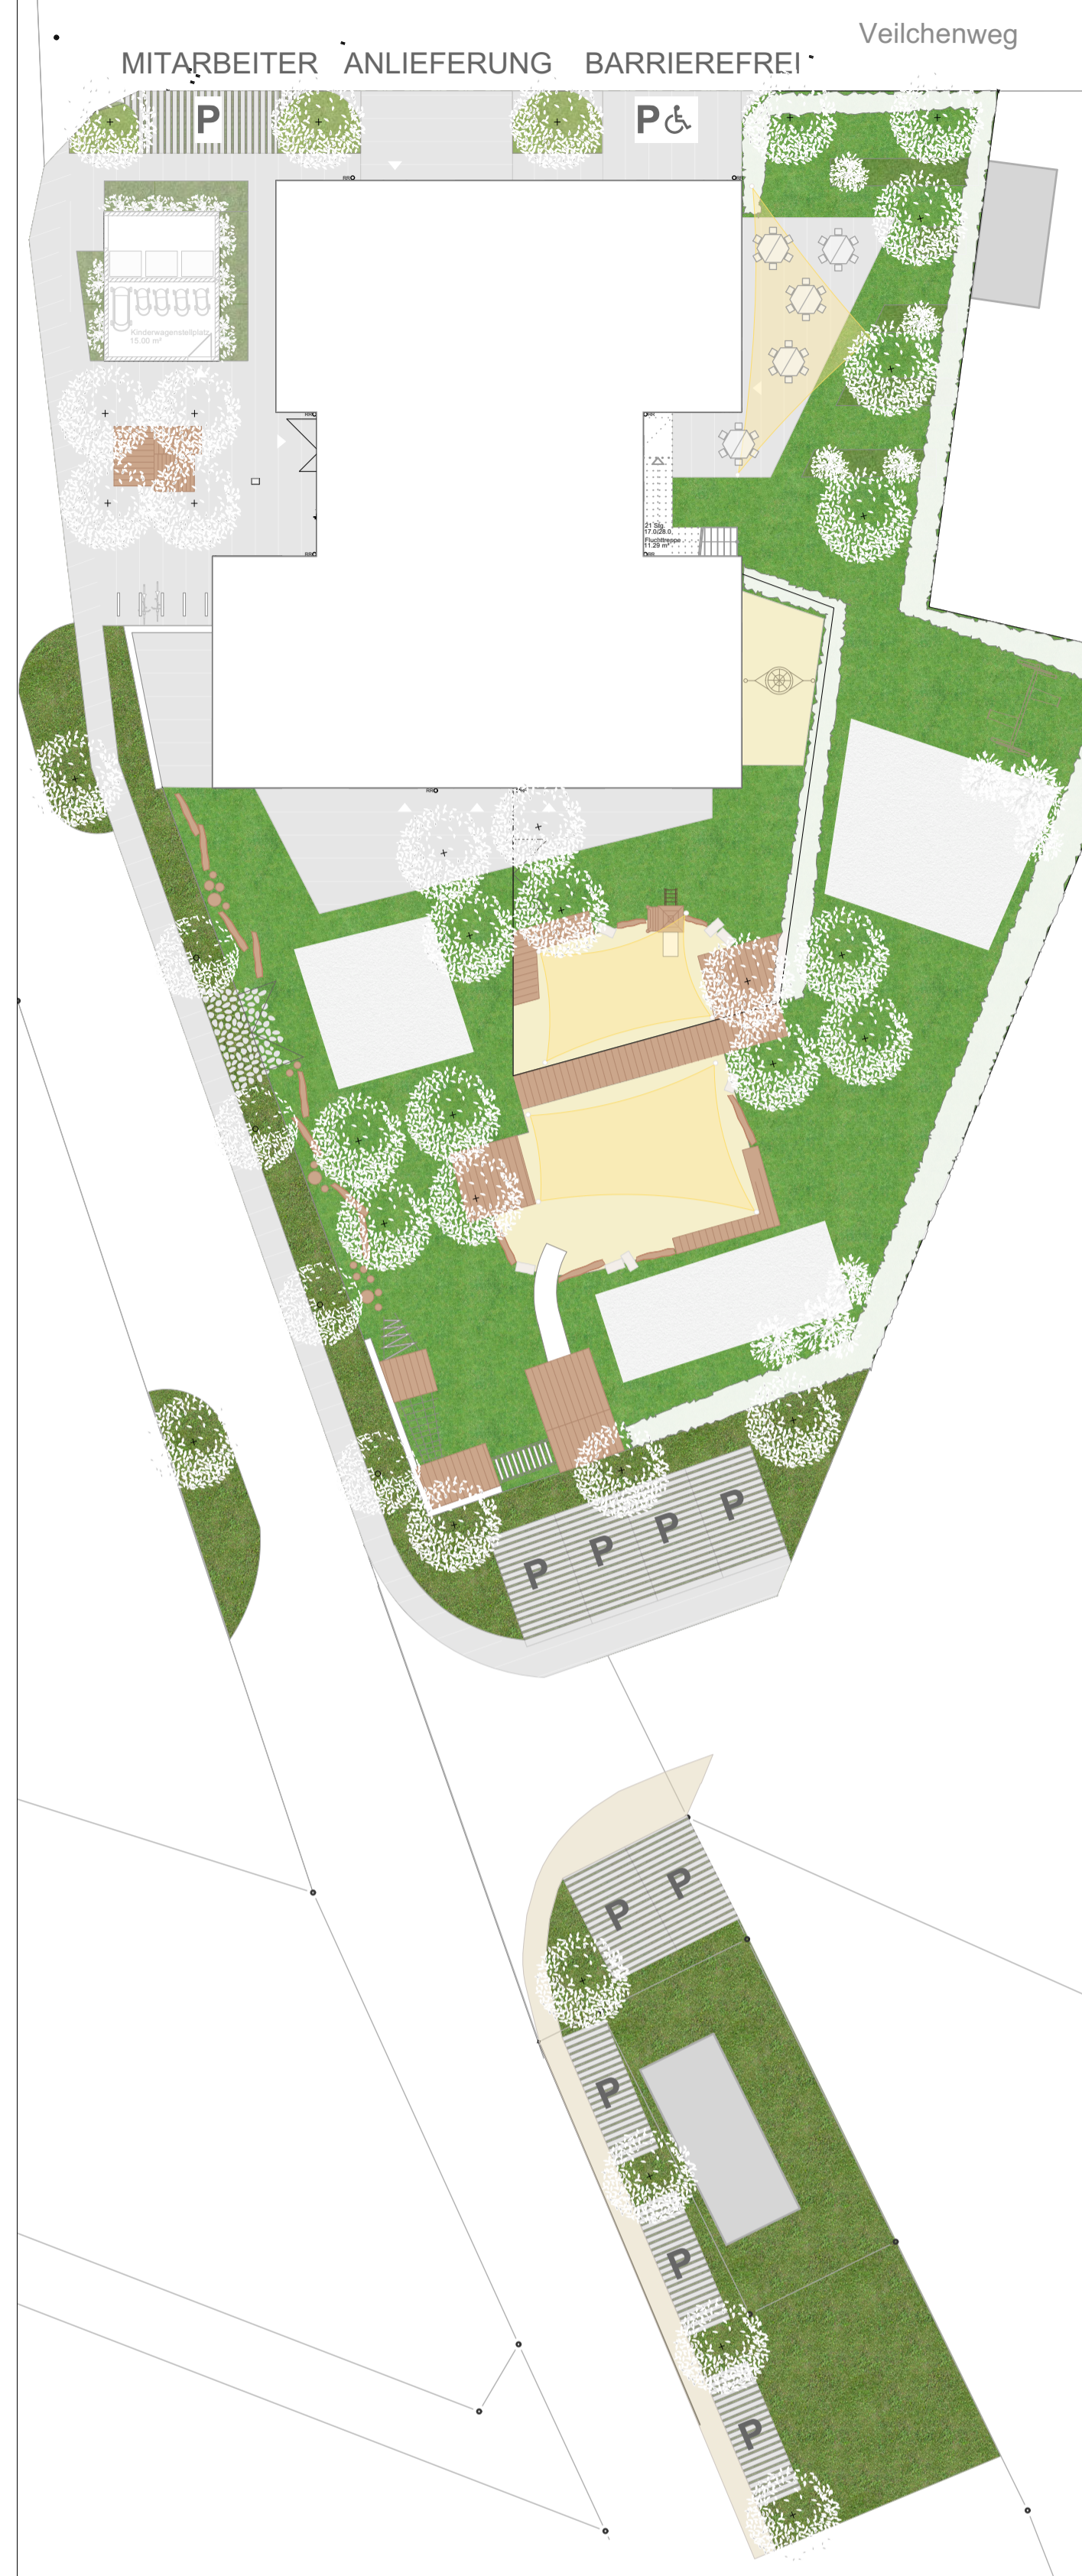 Veilchenweg
MITARBEITER ANLIEFERUNG BARRIEREFREI
P P
Kinderwagenstellplatz
15.00 m²
21 Stg.
17.0/28.0
Fluchttreppe
11.29 m²
P
P
P
P
P
P
P
P
P